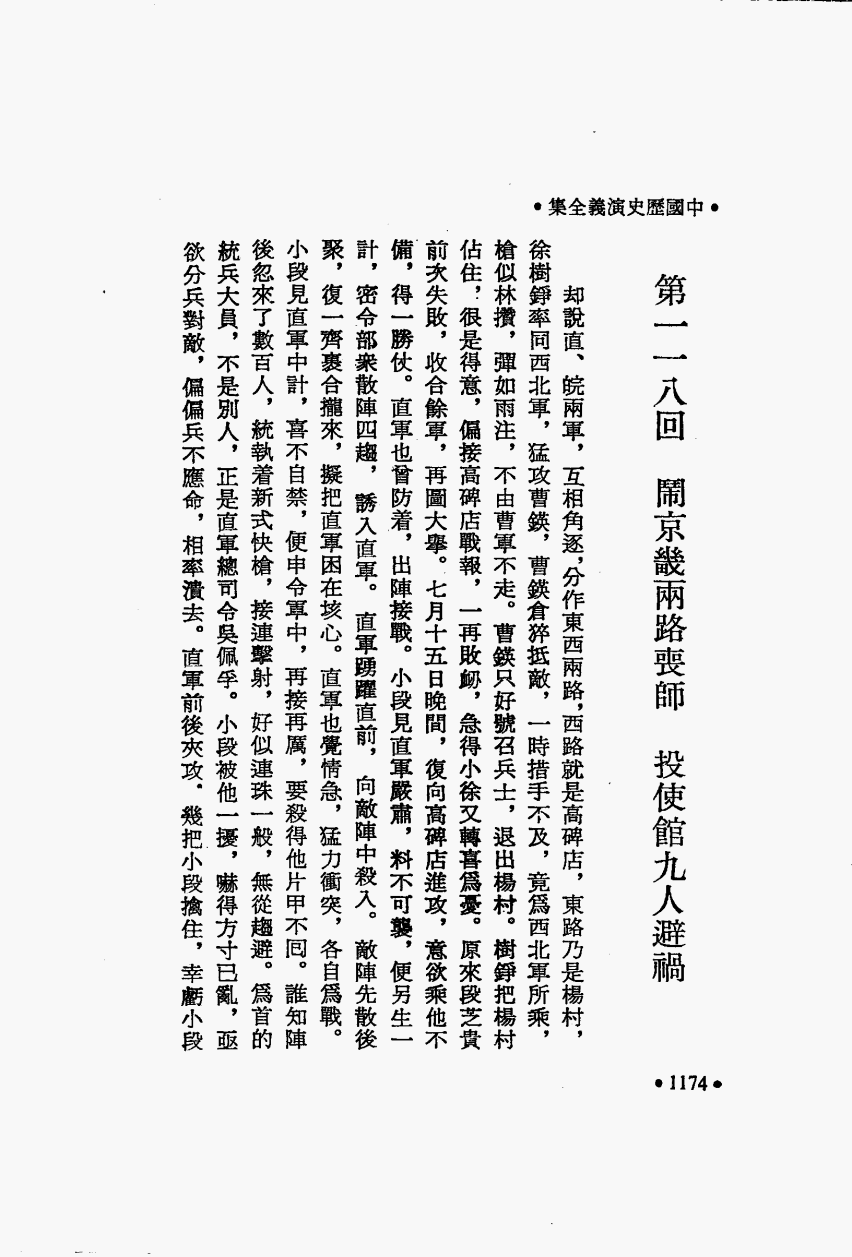 •中國歷史演義全集•
第一一八回　鬧京畿兩路喪師　投使館九人避禍
却說直、皖兩軍，互相角逐，分作東西兩路，西路就是高碑店，東路乃是楊村，
徐樹錚率同西北軍，猛攻曹鍈，曹鍈倉猝抵敵，一時措手不及，竟爲西北軍所乘，
槍似林攢，彈如雨注，不由曹軍不走。曹鍈只好號召兵士，退出楊村。樹錚把楊村
佔住，很是得意，偏接高碑店戰報，一再敗衂，急得小徐又轉喜爲憂。原來段芝貴
前次失敗，收合餘軍，再圖大擧。七月十五日晚間，復向高碑店進攻，意欲乘他不
備，得一勝仗。直軍也曾防着，出陣接戰。小段見直軍嚴肅，料不可襲，便另生一
計，密令部衆散陣四趨，誘入直軍。直軍踴躍直前，向敵陣中殺入。敵陣先散後
聚，復一齊裹合攏來，擬把直軍困在垓心。直軍也覺情急，猛力衝突，各自爲戰。
小段見直軍中計，喜不自禁，便申令軍中，再接再厲，要殺得他片甲不回。誰知陣
後忽來了數百人，統執着新式快槍，接連擊射，好似連珠一般，無從趨避。爲首的
統兵大員，不是別人，正是直軍總司令吳佩孚。小段被他一擾，嚇得方寸已亂，亟
欲分兵對敵，偏偏兵不應命，相率潰去。直軍前後夾攻．幾把小段擒住，幸虧小段
•1174•